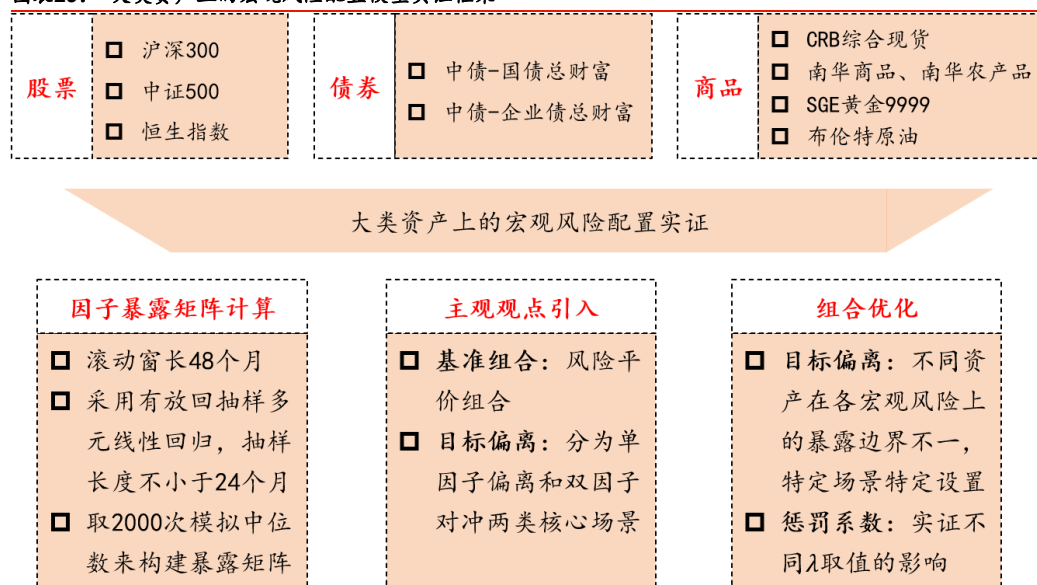 股票
沪深300
中证500
恒生指数
债券
中债-国债总财富
中债-企业债总财富
商品
CRB综合现货
南华商品、南华农产品
SGE黄金9999
布伦特原油
大类资产上的宏观风险配置实证
因子暴露矩阵计算
滚动窗长48个月
采用有放回抽样多
元线性回归，抽样
长度不小于24个月
取2000次模拟中位
数来构建暴露矩阵
主观观点引入
基准组合：风险平
价组合
目标偏离：分为单
因子偏离和双因子
对冲两类核心场景
组合优化
目标偏离：不同资
产在各宏观风险上
的暴露边界不一，
特定场景特定设置
惩罚系数：实证不
同λ取值的影响